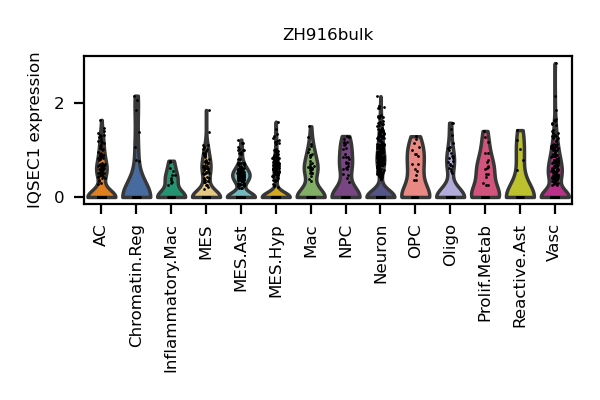 ZH916bulk
IQSEC1 expression
2
0
AC
Chromatin.Reg
Inflammatory.Mac
MES
MES.Ast
MES.Hyp
Mac
NPC
Neuron
OPC
Oligo
Prolif.Metab
Reactive.Ast
Vasc